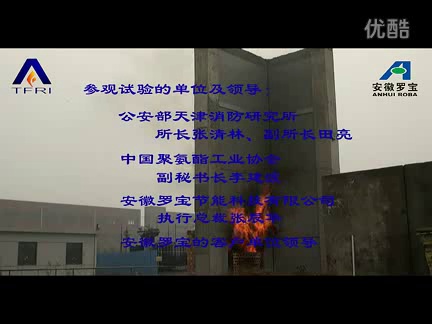 优酷
TFRI
安徽罗宝
ANHUI ROBA
参观试验的单位及领导：
公安部天津消防研究所
所长张清林、副所长田亮
中国聚氨酯工业协会
副秘书长李建
安徽罗宝节能科技有限公司
执行总裁张
安徽罗宝的客户单位领导